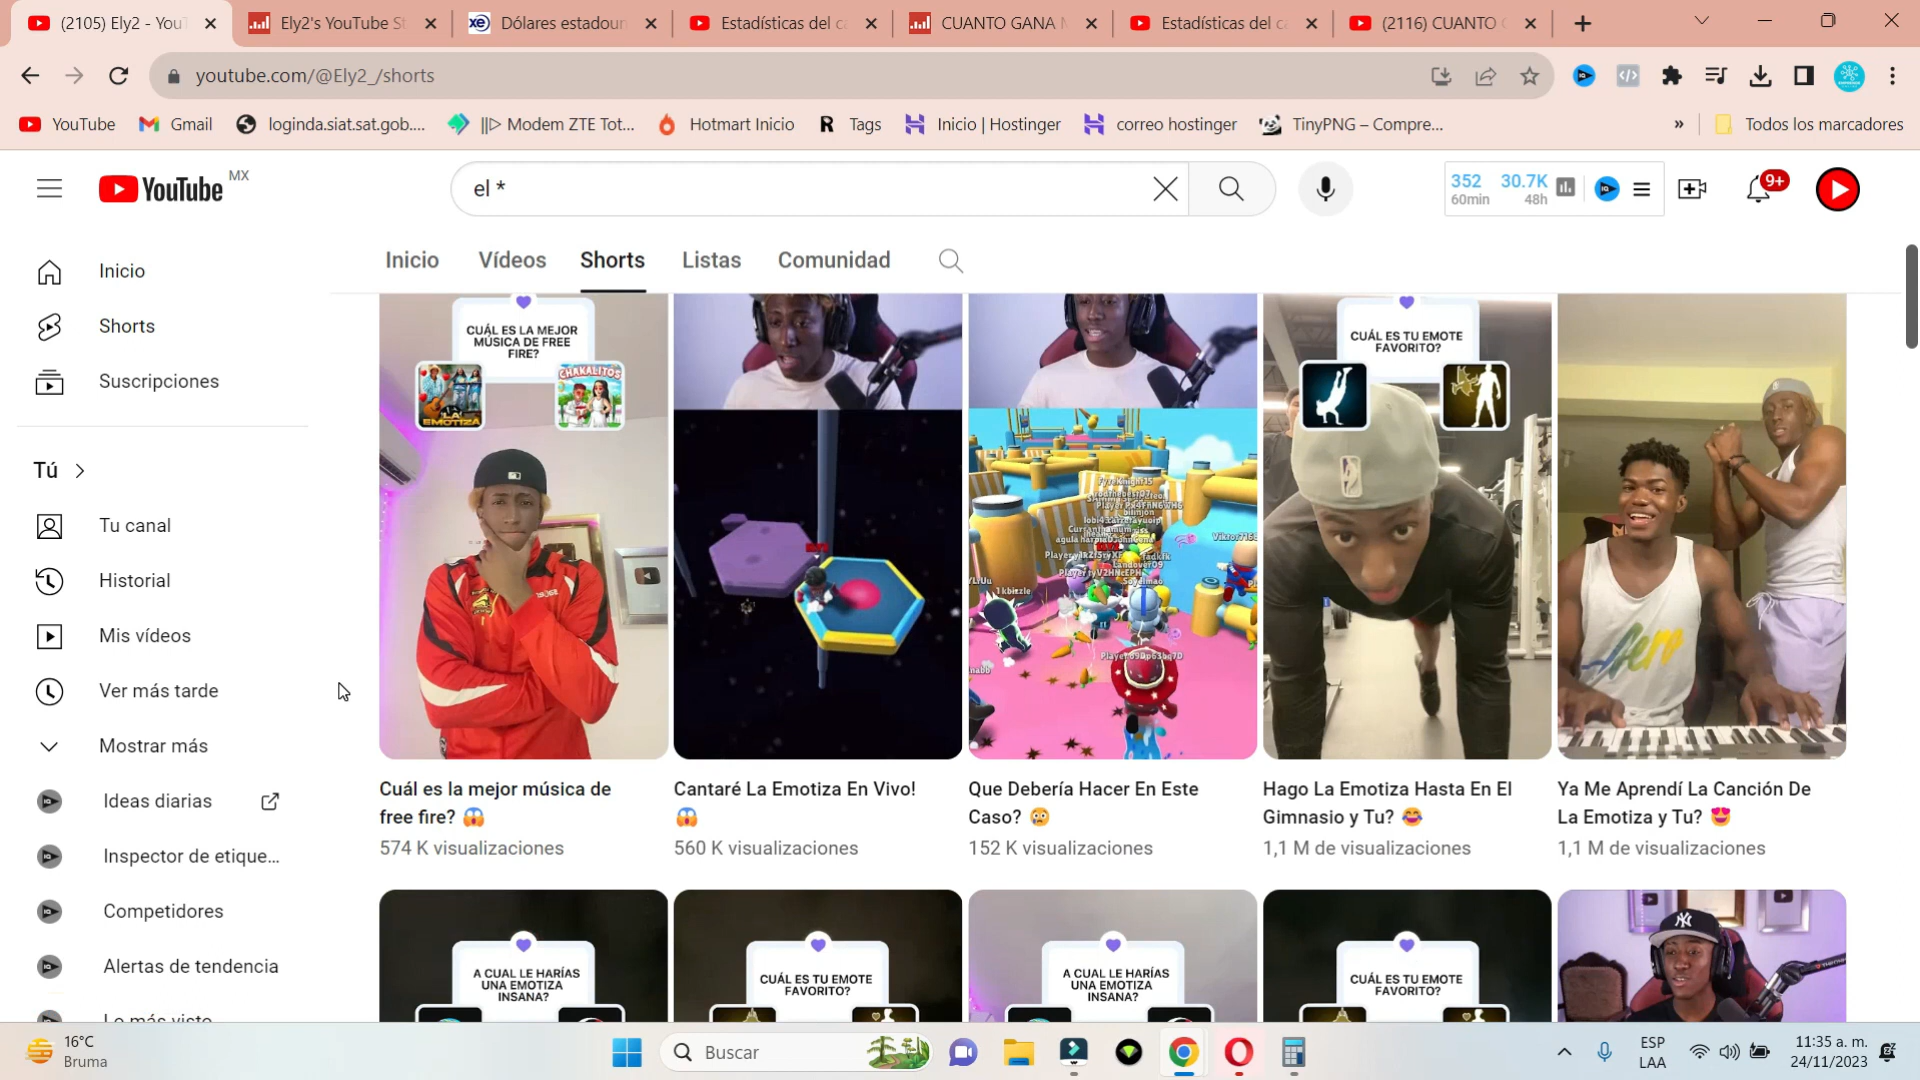 (2105) Ely2 - You
Ely2's YouTube S
Dólares estadoun
Estadísticas del c
CUANTO GANA
Estadísticas del c
(2116) CUANTO
youtube.com/@Ely2_/shorts
YouTube
Gmail
loginda.siat.sat.gob....
||▷ Modem ZTE Tot...
Hotmart Inicio
Tags
Inicio | Hostinger
correo hostinger
TinyPNG – Compre...
»
Todos los marcadores
YouTube MX
el *
352 30.7K
60min 48h
9+
Inicio
Shorts
Suscripciones
Tú >
Tu canal
Historial
Mis vídeos
Ver más tarde
Mostrar más
Ideas diarias
Inspector de etique...
Competidores
Alertas de tendencia
Lo más visto
Inicio Vídeos Shorts Listas Comunidad
CUÁL ES LA MEJOR
MÚSICA DE FREE
FIRE?
LA
EMOTIZA
CHAKALITOS
CUÁL ES TU EMOTE
FAVORITO?
Cuál es la mejor música de
free fire? 😱
574 K visualizaciones
Cantaré La Emotiza En Vivo!
😱
560 K visualizaciones
Que Debería Hacer En Este
Caso? 😢
152 K visualizaciones
Hago La Emotiza Hasta En El
Gimnasio y Tu? 😂
1,1 M de visualizaciones
Ya Me Aprendí La Canción De
La Emotiza y Tu? 😍
1,1 M de visualizaciones
A CUAL LE HARÍAS
UNA EMOTIZA
INSANA?
CUÁL ES TU EMOTE
FAVORITO?
A CUAL LE HARÍAS
UNA EMOTIZA
INSANA?
CUÁL ES TU EMOTE
FAVORITO?
16°C
Bruma
Buscar
ESP
LAA
11:35 a. m.
24/11/2023